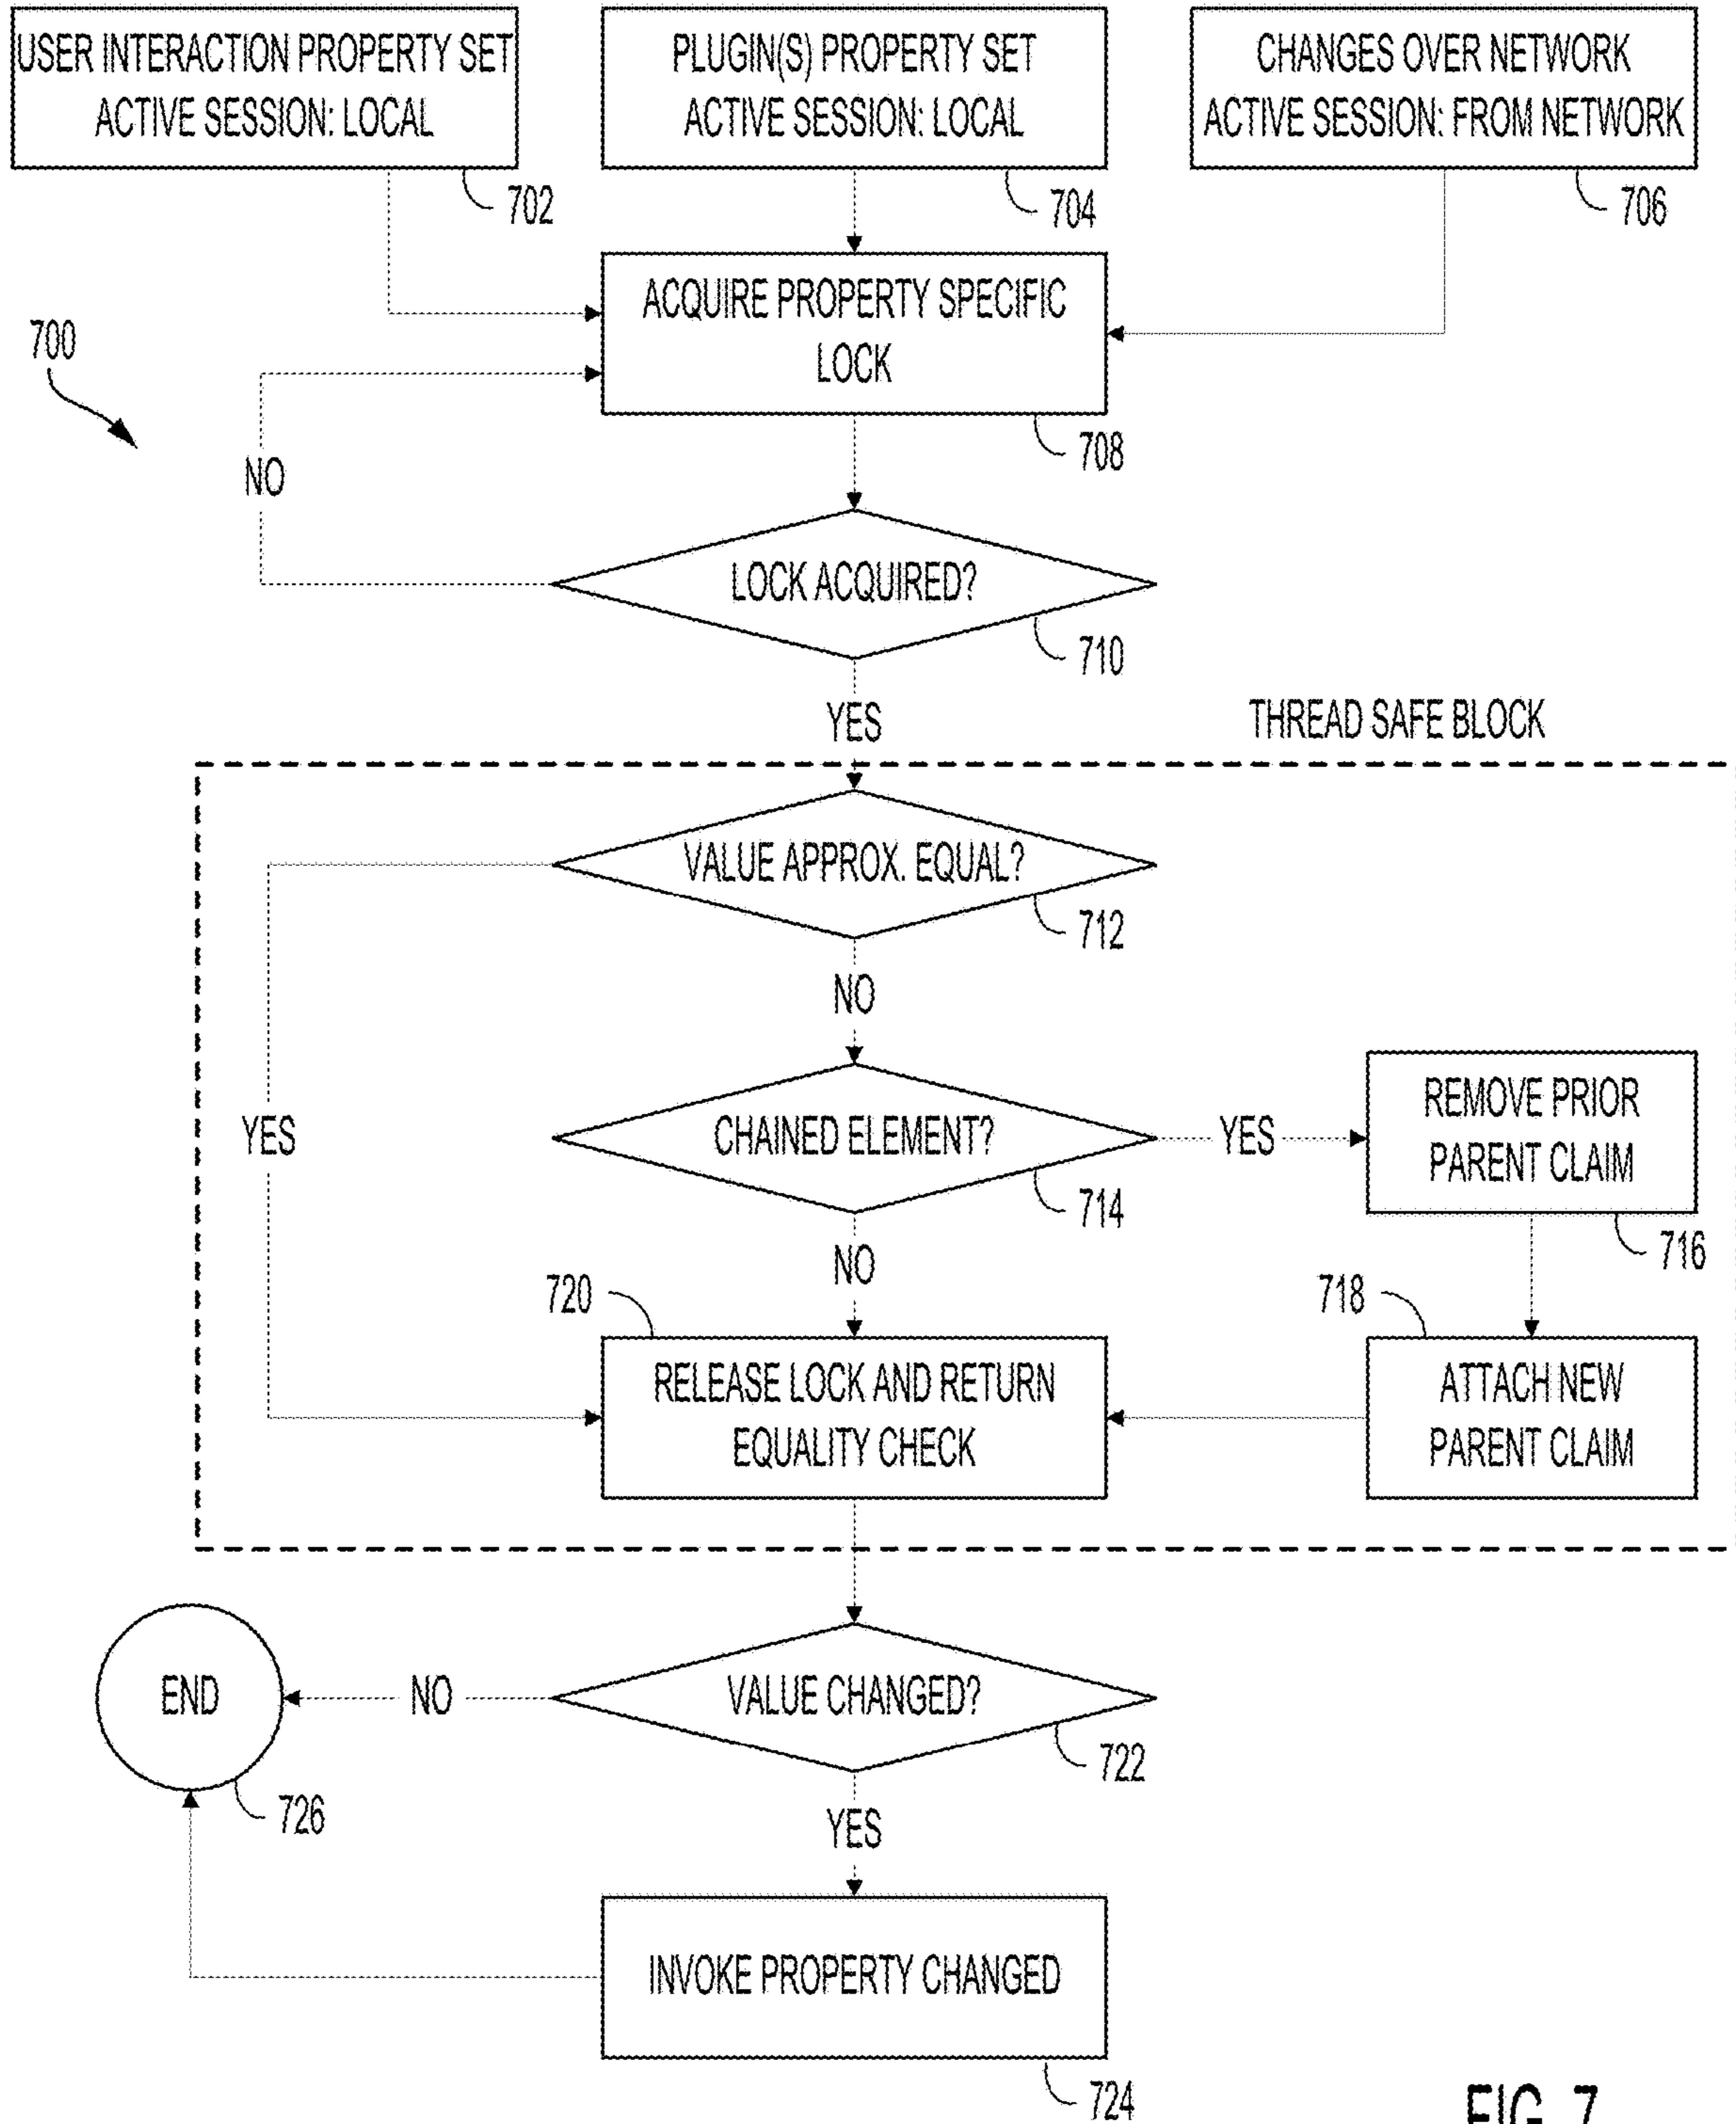 USER INTERACTION PROPERTY SET
ACTIVE SESSION: LOCAL
702
PLUGIN(S) PROPERTY SET
ACTIVE SESSION: LOCAL
704
CHANGES OVER NETWORK
ACTIVE SESSION: FROM NETWORK
706
700
ACQUIRE PROPERTY SPECIFIC
LOCK
708
NO
LOCK ACQUIRED?
710
YES
THREAD SAFE BLOCK
VALUE APPROX. EQUAL?
712
NO
YES
CHAINED ELEMENT?
714
YES
REMOVE PRIOR
PARENT CLAIM
716
NO
720
718
RELEASE LOCK AND RETURN
EQUALITY CHECK
ATTACH NEW
PARENT CLAIM
END
726
NO
VALUE CHANGED?
722
YES
INVOKE PROPERTY CHANGED
724
FIG. 7